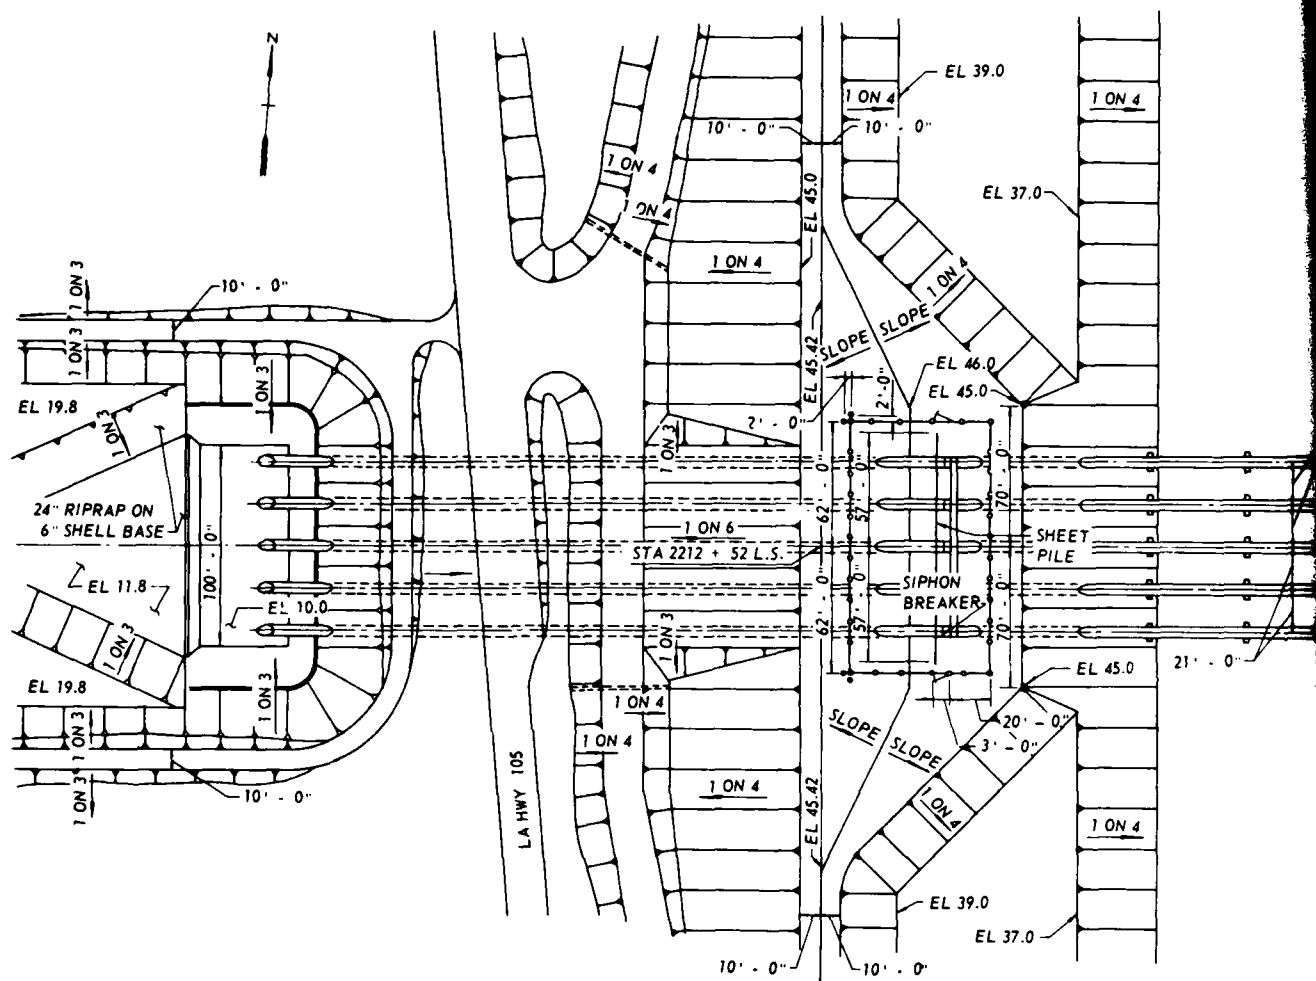 N
EL 39.0
1 ON 4
1 ON 4
10' - 0"
10' - 0"
1 ON 4
EL 45.0
EL 37.0
1 ON 4
1 ON 4
1 ON 4
1 ON 3
10' - 0"
SLOPE
SLOPE
1 ON 3
EL 45.42
EL 46.0
EL 19.8
1 ON 3
EL 45.0
2' - 0"
2' - 0"
1 ON 3
1 ON 3
24" RIPRAP ON
6" SHELL BASE
62' - 0"
57' - 0"
70' - 0"
1 ON 6
STA 2212 + 52 L.S.
SHEET
PILE
100' - 0"
EL 11.8
EL 10.0
SIPHON
BREAKER
62' - 0"
57' - 0"
70' - 0"
1 ON 3
1 ON 3
21' - 0"
EL 19.8
1 ON 3
EL 45.0
1 ON 4
20' - 0"
3' - 0"
1 ON 3
1 ON 4
SLOPE
SLOPE
1 ON 3
10' - 0"
LA HWY 105
1 ON 4
EL 45.42
1 ON 4
1 ON 4
EL 39.0
EL 37.0
10' - 0"
10' - 0"